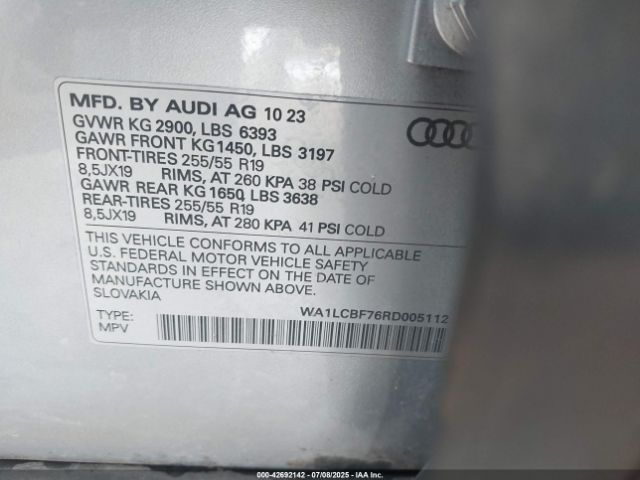 MFD. BY AUDI AG 10 23
GVWR KG 2900, LBS 6393
GAWR FRONT KG 1450, LBS 3197
FRONT-TIRES 255/55 R19
8,5JX19 RIMS, AT 260 KPA 38 PSI COLD
GAWR REAR KG 1650, LBS 3638
REAR-TIRES 255/55 R19
8,5JX19 RIMS, AT 280 KPA 41 PSI COLD
THIS VEHICLE CONFORMS TO ALL APPLICABLE
U.S. FEDERAL MOTOR VEHICLE SAFETY
STANDARDS IN EFFECT ON THE DATE OF
MANUFACTURE SHOWN ABOVE.
SLOVAKIA
WA1LCBF76RD005112
TYPE:
MPV
000-42692142 - 07/08/2025 - IAA Inc.